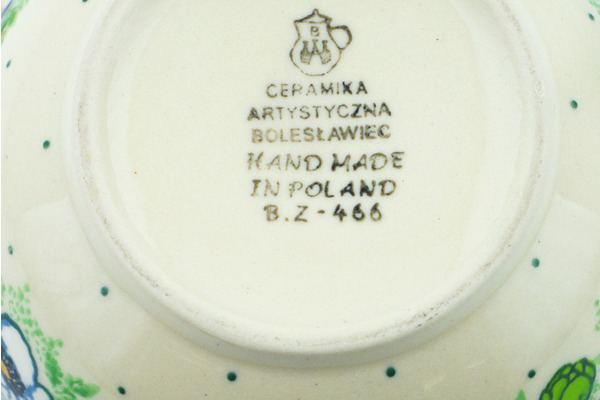 B
CERAMIKA
ARTYSTYCZNA
BOLESŁAWIEC
HAND MADE
IN POLAND
B.Z-466